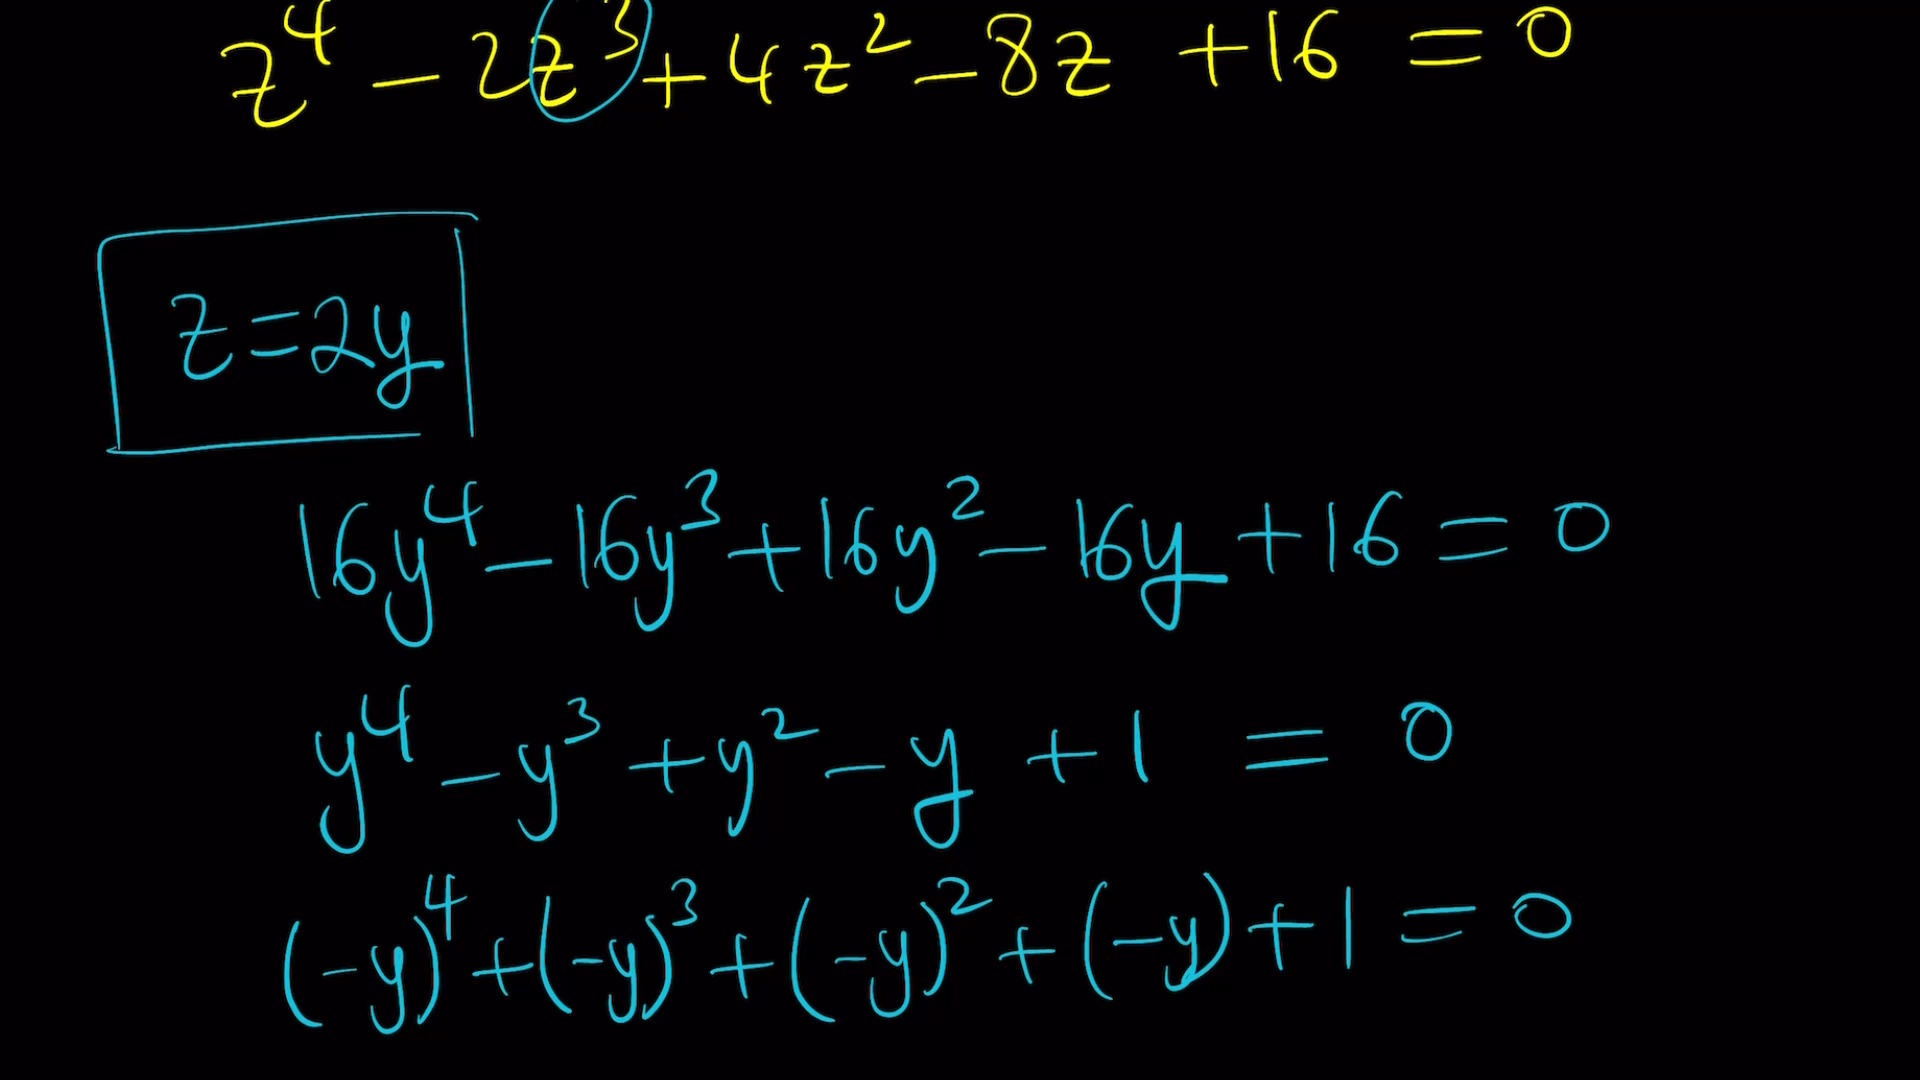 z⁴ − 2z³ + 4z² − 8z + 16 = 0
z = 2y
16y⁴ − 16y³ + 16y² − 16y + 16 = 0
y⁴ − y³ + y² − y + 1 = 0
(−y)⁴ + (−y)³ + (−y)² + (−y) + 1 = 0